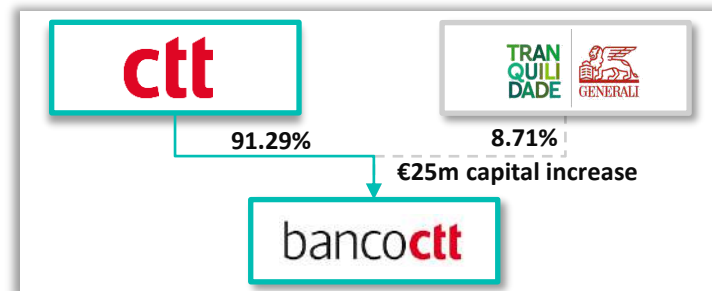 ctt
TRAN
QUILI
DADE
GENERALI
91.29%
8.71%
€25m capital increase
bancoctt